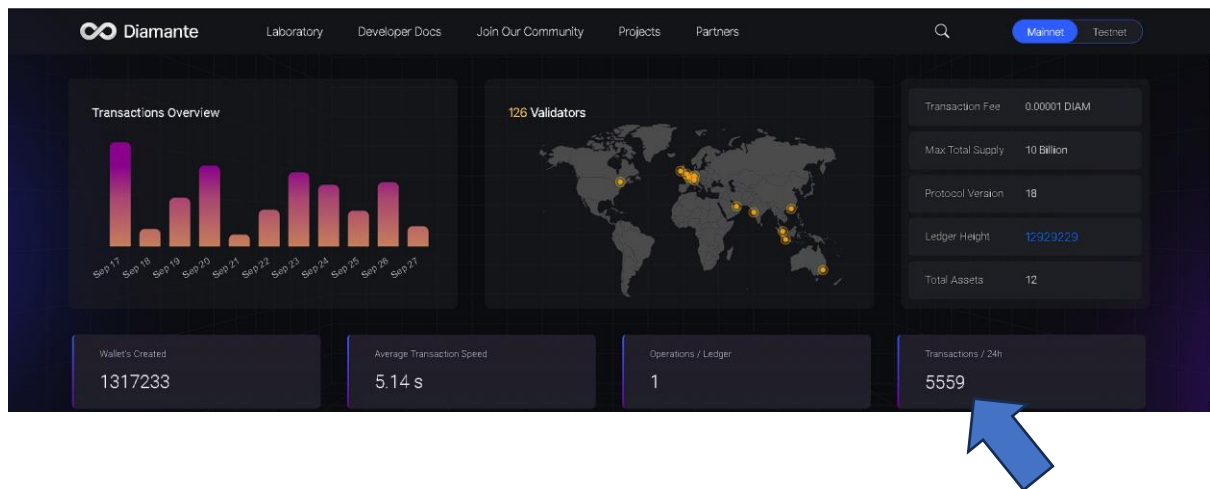 Diamante Laboratory Developer Docs Join Our Community Projects Partners Mainnet Testnet
Transactions Overview
Sep 17 Sep 18 Sep 19 Sep 20 Sep 21 Sep 22 Sep 23 Sep 24 Sep 25 Sep 26 Sep 27
126 Validators
Transaction Fee 0.00001 DIAM
Max Total Supply 10 Billion
Protocol Version 18
Ledger Height 12929229
Total Assets 12
Wallet's Created
1317233
Average Transaction Speed
5.14 s
Operations / Ledger
1
Transactions / 24h
5559